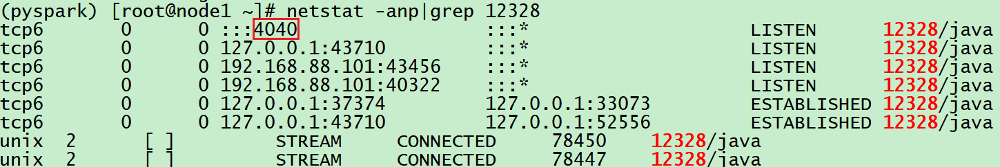 (pyspark) [root@node1 ~]# netstat -anp|grep 12328
tcp6 0 0 :::4040 :::* LISTEN 12328/java
tcp6 0 0 127.0.0.1:43710 :::* LISTEN 12328/java
tcp6 0 0 192.168.88.101:43456 :::* LISTEN 12328/java
tcp6 0 0 192.168.88.101:40322 :::* LISTEN 12328/java
tcp6 0 0 127.0.0.1:37374 127.0.0.1:33073 ESTABLISHED 12328/java
tcp6 0 0 127.0.0.1:43710 127.0.0.1:52556 ESTABLISHED 12328/java
unix 2 [ ] STREAM CONNECTED 78450 12328/java
unix 2 [ ] STREAM CONNECTED 78447 12328/java